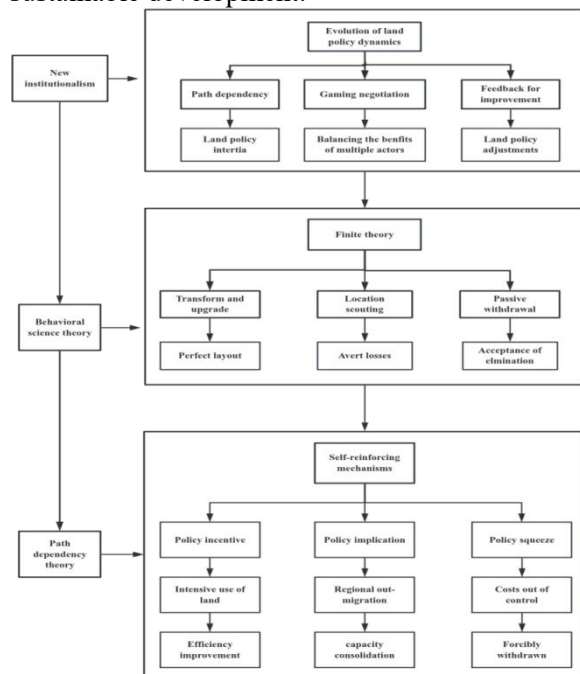 sustainable development.
Evolution of land
policy dynamics
New
institutionalism
Path dependency
Gaming negotiation
Feedback for
improvement
Land policy
intertia
Balancing the benfits
of multiple actors
Land policy
adjustments
Finite theory
Behavioral
science theory
Transform and
upgrade
Location
scouting
Passive
withdrawal
Perfect layout
Avert losses
Acceptance of
elmination
Self-reinforcing
mechanisms
Path
dependency
theory
Policy incentive
Policy implication
Policy squeeze
Intensive use of
land
Regional out-
migration
Costs out of
control
Efficiency
improvement
capacity
consolidation
Forcibly
withdrawn